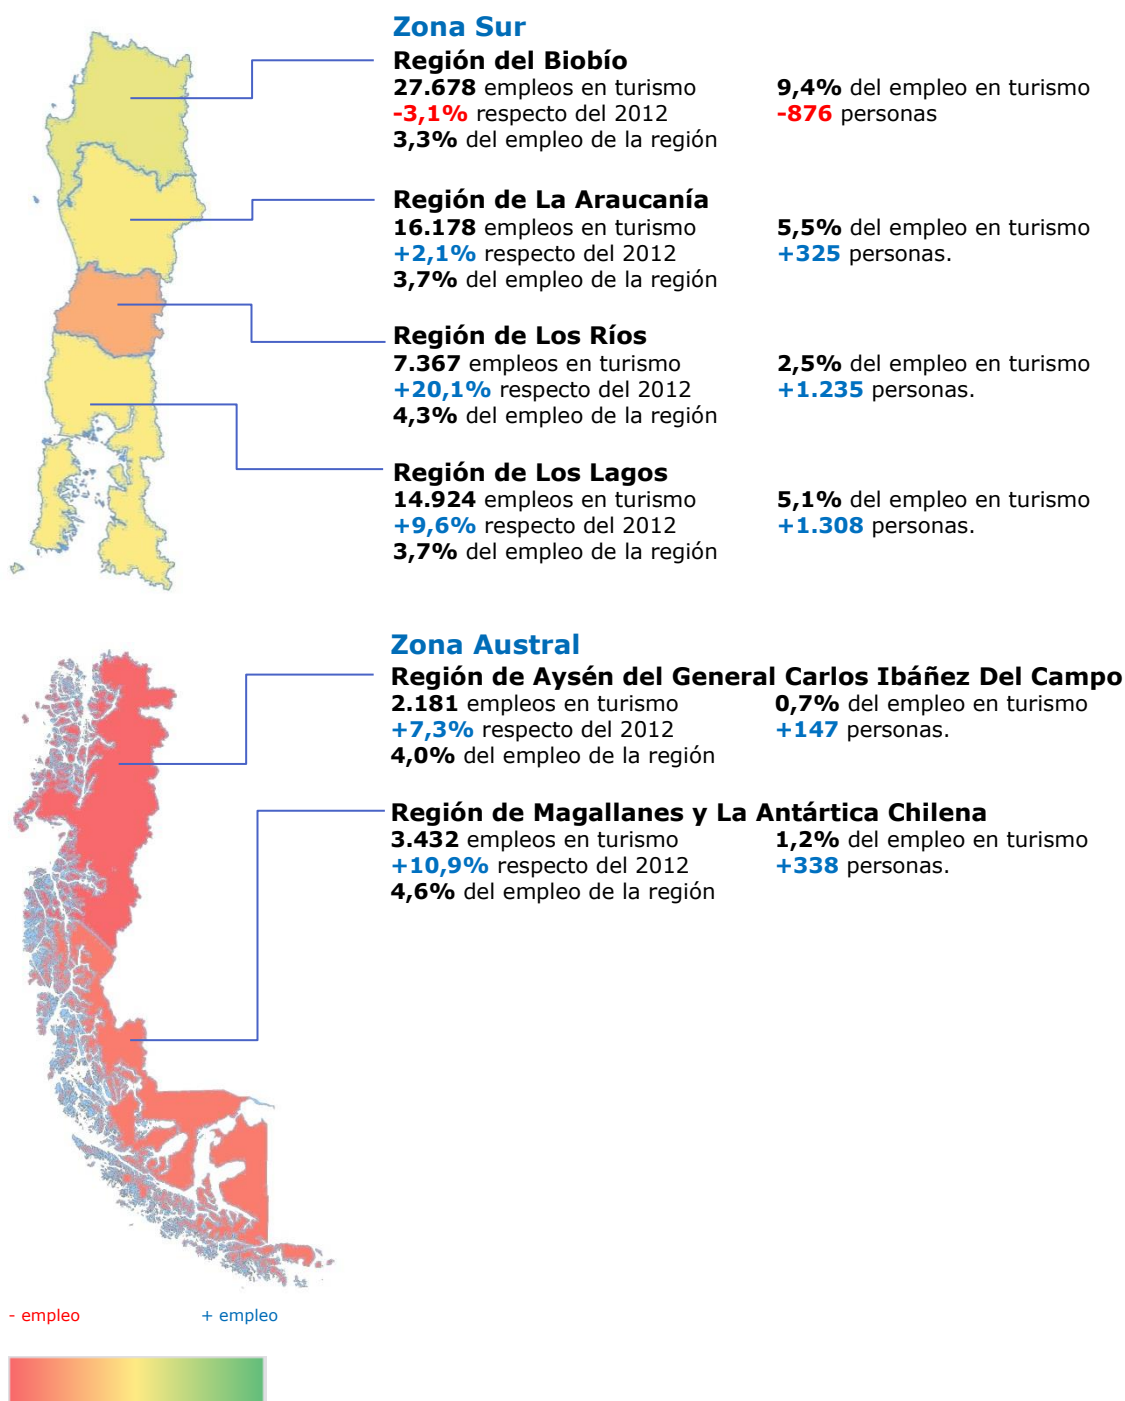 Zona Sur
Región del Biobío
27.678 empleos en turismo 9,4% del empleo en turismo
-3,1% respecto del 2012 -876 personas
3,3% del empleo de la región
Región de La Araucanía
16.178 empleos en turismo 5,5% del empleo en turismo
+2,1% respecto del 2012 +325 personas.
3,7% del empleo de la región
Región de Los Ríos
7.367 empleos en turismo 2,5% del empleo en turismo
+20,1% respecto del 2012 +1.235 personas.
4,3% del empleo de la región
Región de Los Lagos
14.924 empleos en turismo 5,1% del empleo en turismo
+9,6% respecto del 2012 +1.308 personas.
3,7% del empleo de la región
Zona Austral
Región de Aysén del General Carlos Ibáñez Del Campo
2.181 empleos en turismo 0,7% del empleo en turismo
+7,3% respecto del 2012 +147 personas.
4,0% del empleo de la región
Región de Magallanes y La Antártica Chilena
3.432 empleos en turismo 1,2% del empleo en turismo
+10,9% respecto del 2012 +338 personas.
4,6% del empleo de la región
- empleo + empleo